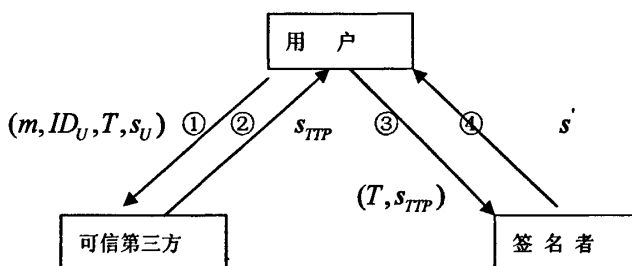 用 户
(m, ID_U, T, s_U) ① ② s_TTP ③ ④ s'
(T, s_TTP)
可信第三方 签 名 者